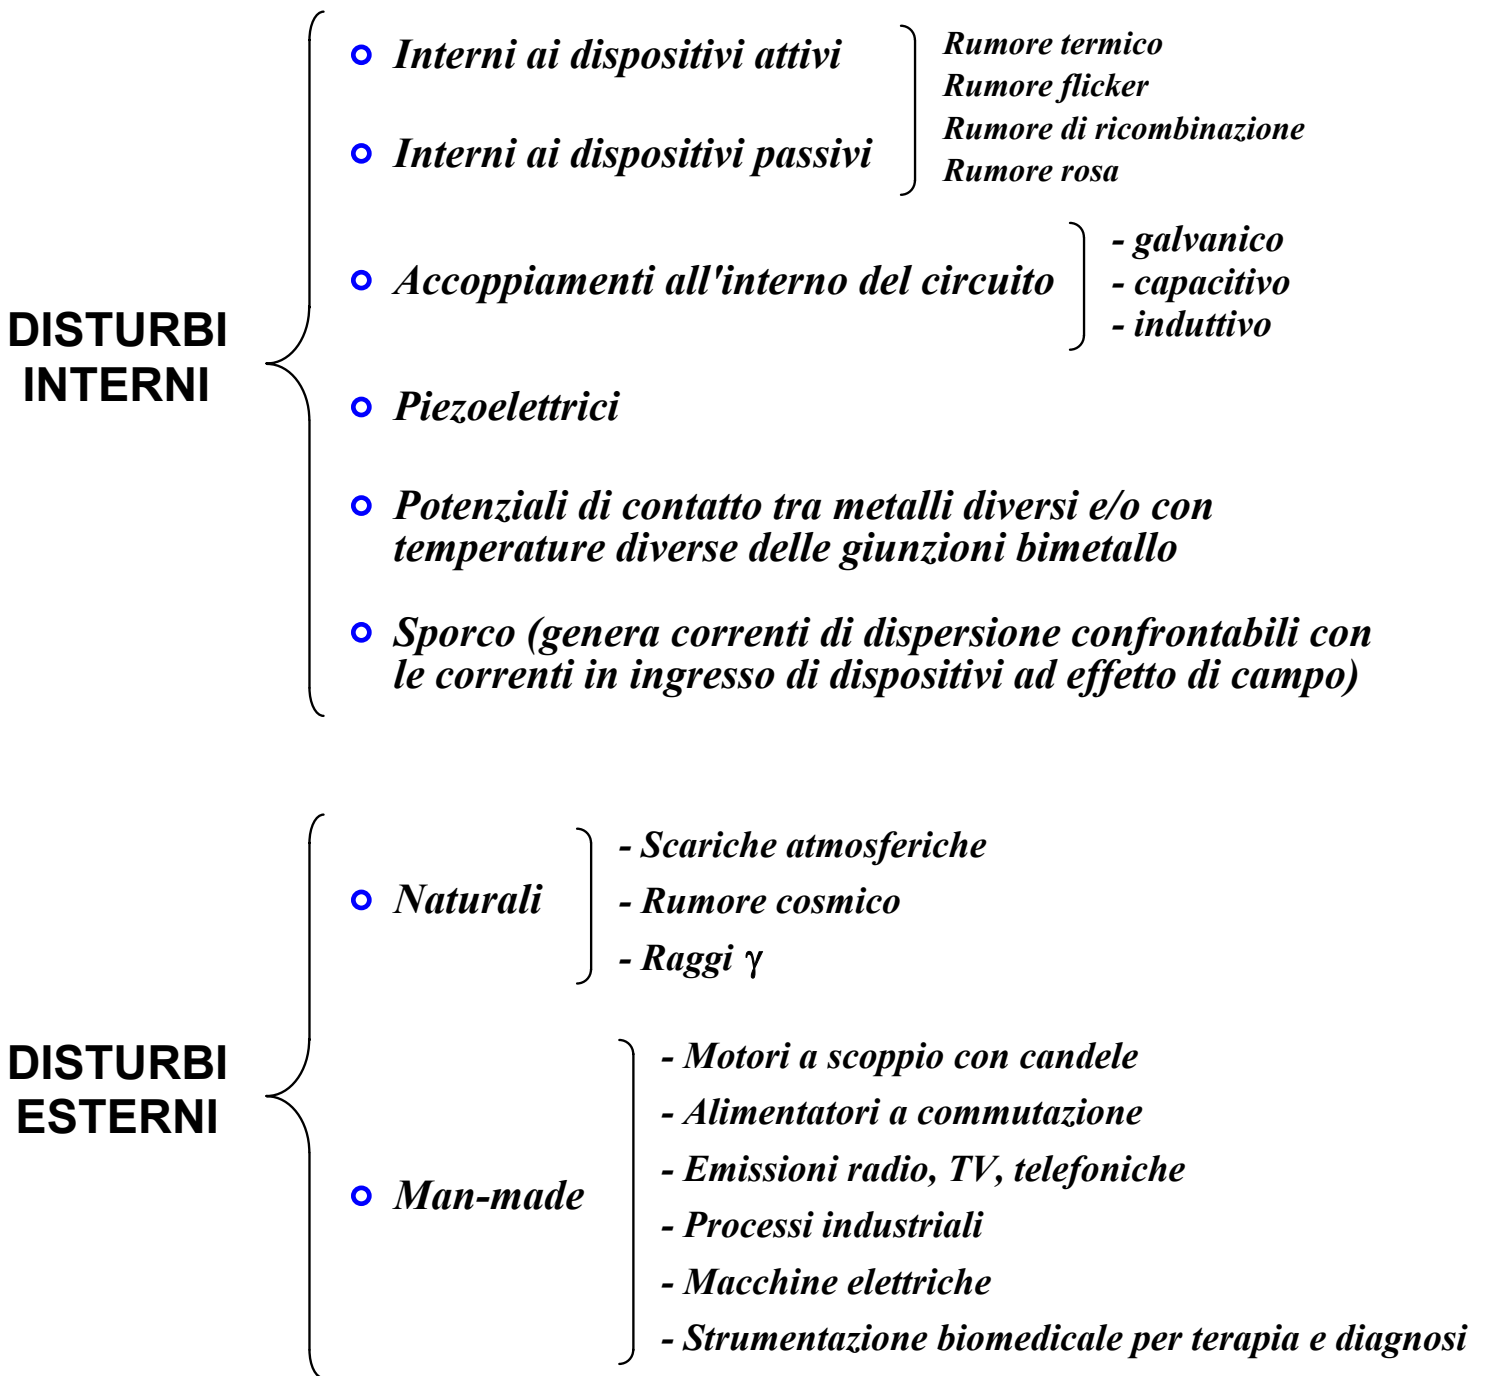 DISTURBI
INTERNI
Interni ai dispositivi attivi
Interni ai dispositivi passivi
Rumore termico
Rumore flicker
Rumore di ricombinazione
Rumore rosa
Accoppiamenti all'interno del circuito
- galvanico
- capacitivo
- induttivo
Piezoelettrici
Potenziali di contatto tra metalli diversi e/o con
temperature diverse delle giunzioni bimetallo
Sporco (genera correnti di dispersione confrontabili con
le correnti in ingresso di dispositivi ad effetto di campo)
DISTURBI
ESTERNI
Naturali
- Scariche atmosferiche
- Rumore cosmico
- Raggi γ
Man-made
- Motori a scoppio con candele
- Alimentatori a commutazione
- Emissioni radio, TV, telefoniche
- Processi industriali
- Macchine elettriche
- Strumentazione biomedicale per terapia e diagnosi